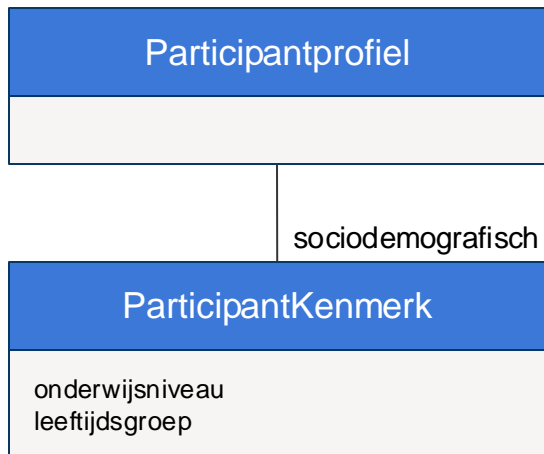 Participantprofiel
sociodemografisch
ParticipantKenmerk
onderwijsniveau
leeftijdsgroep